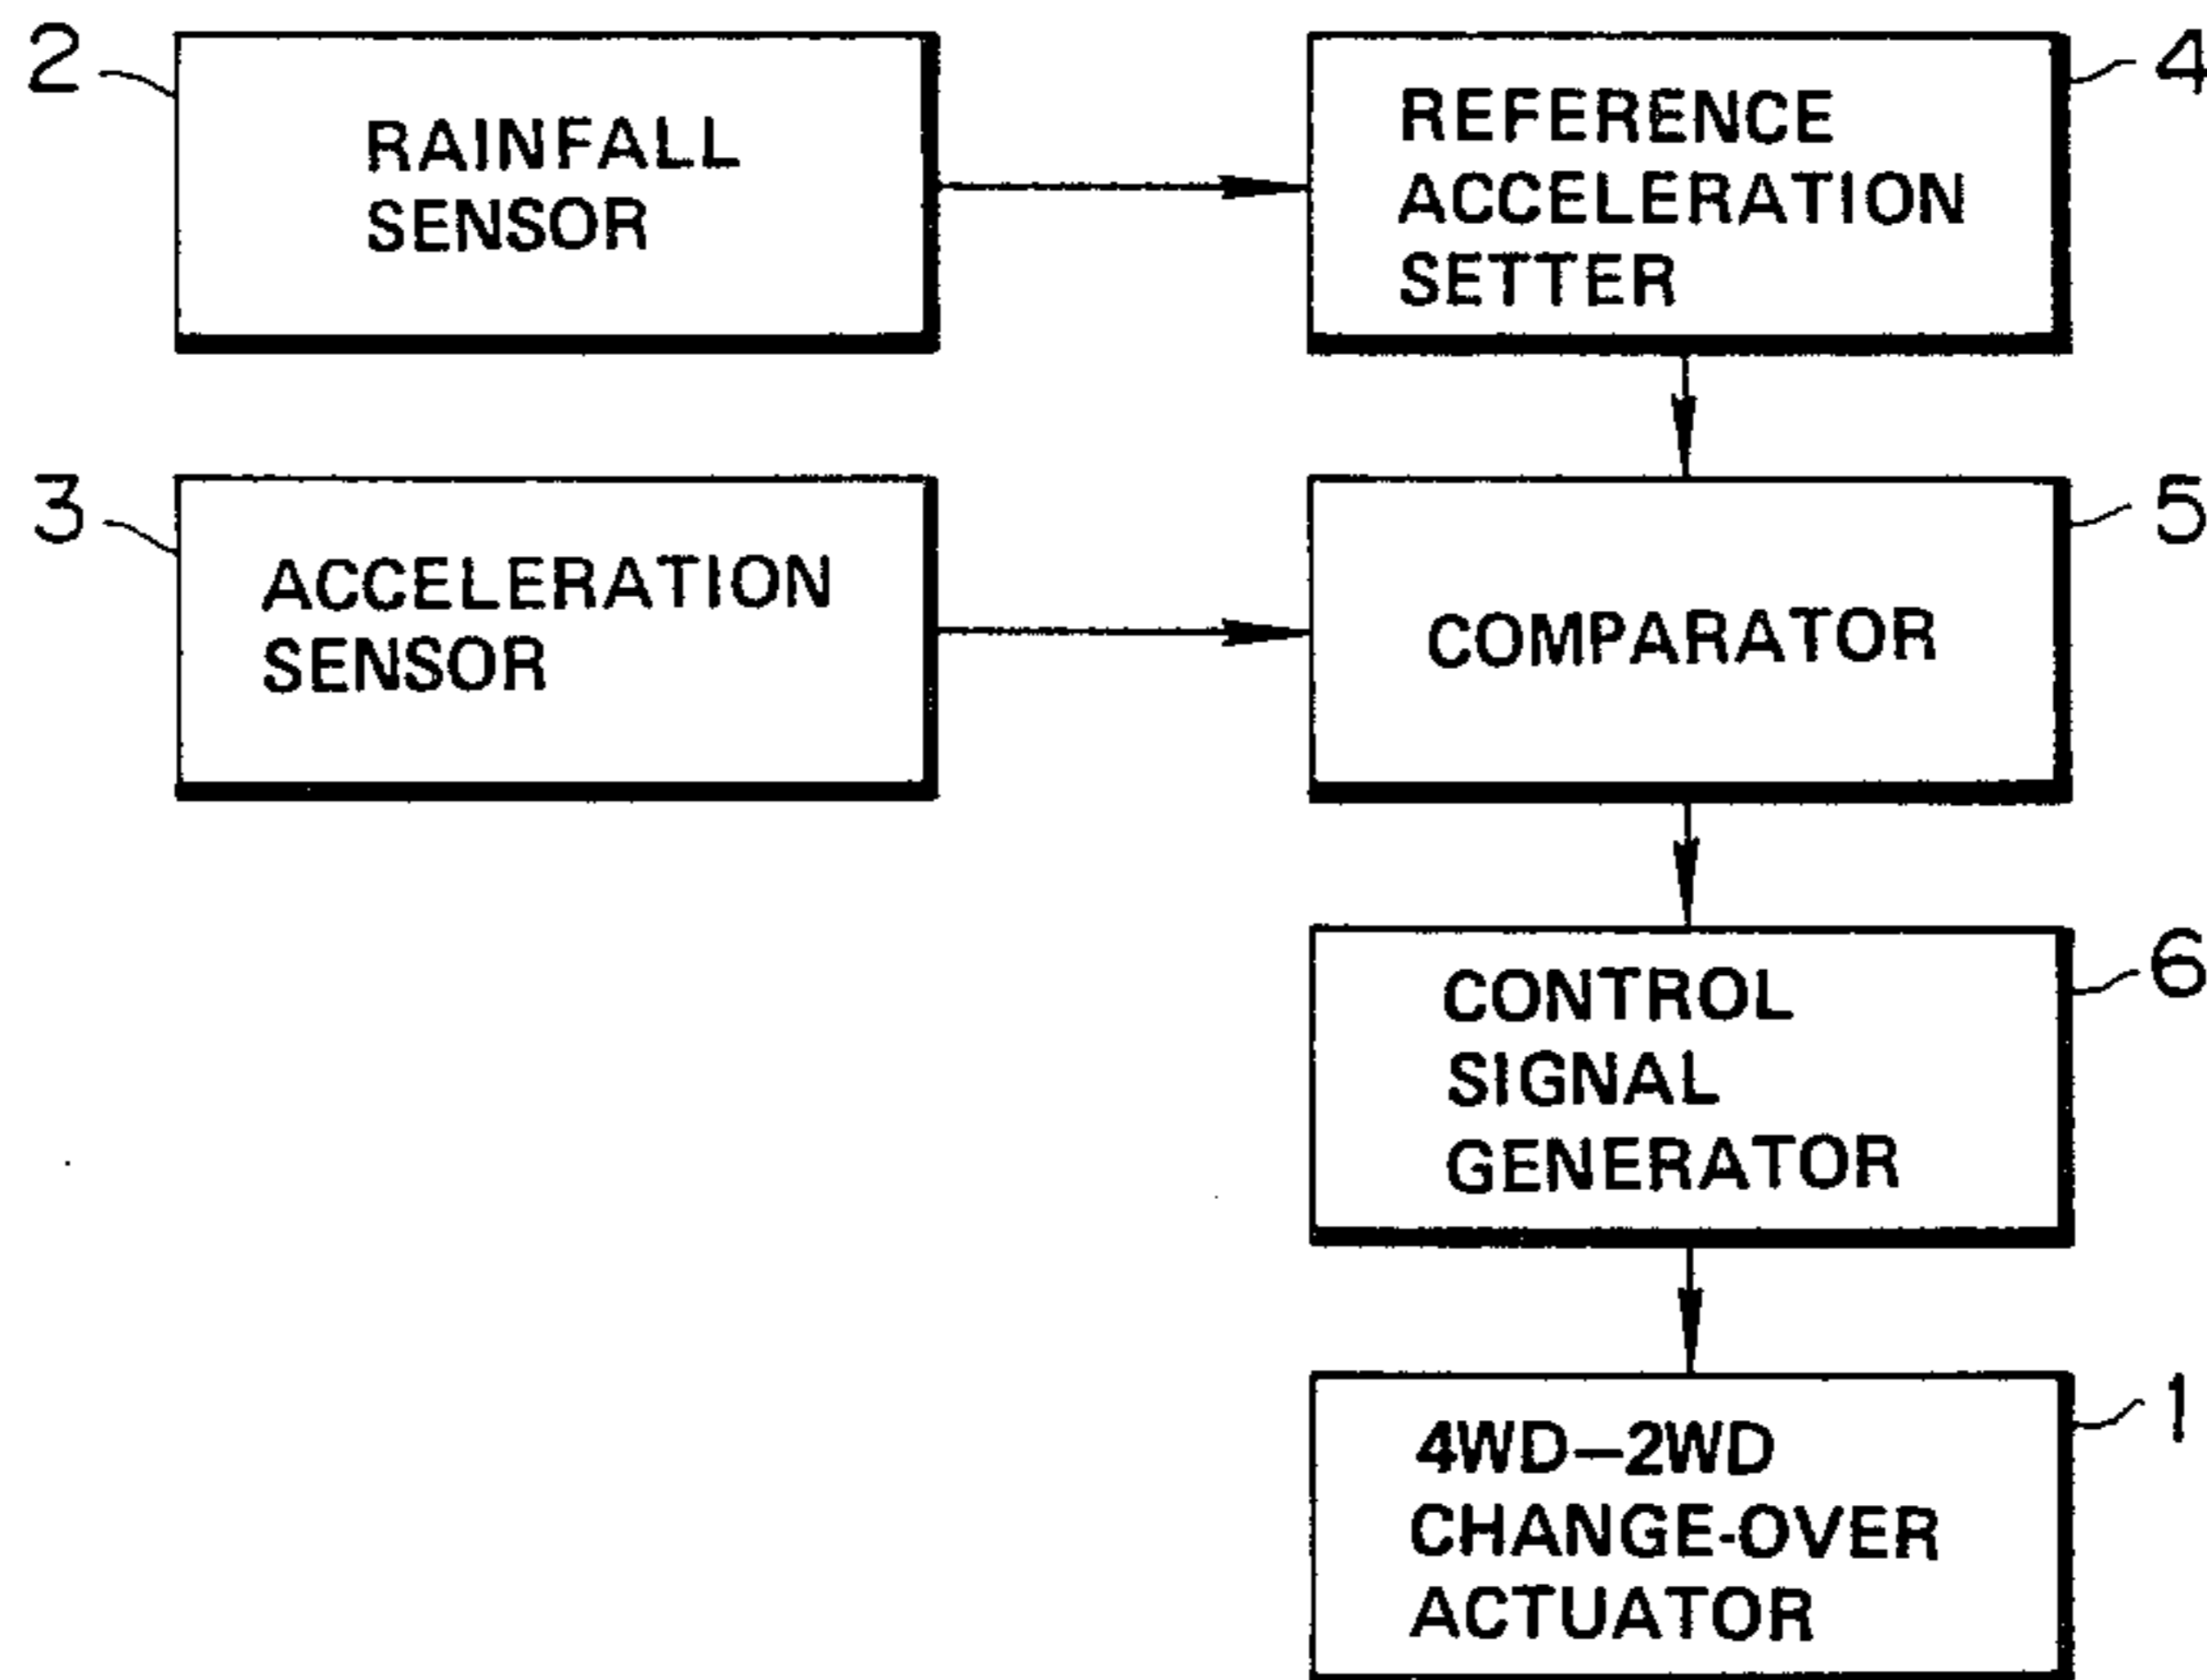 2
RAINFALL
SENSOR
4
REFERENCE
ACCELERATION
SETTER
3
ACCELERATION
SENSOR
5
COMPARATOR
6
CONTROL
SIGNAL
GENERATOR
1
4WD–2WD
CHANGE-OVER
ACTUATOR